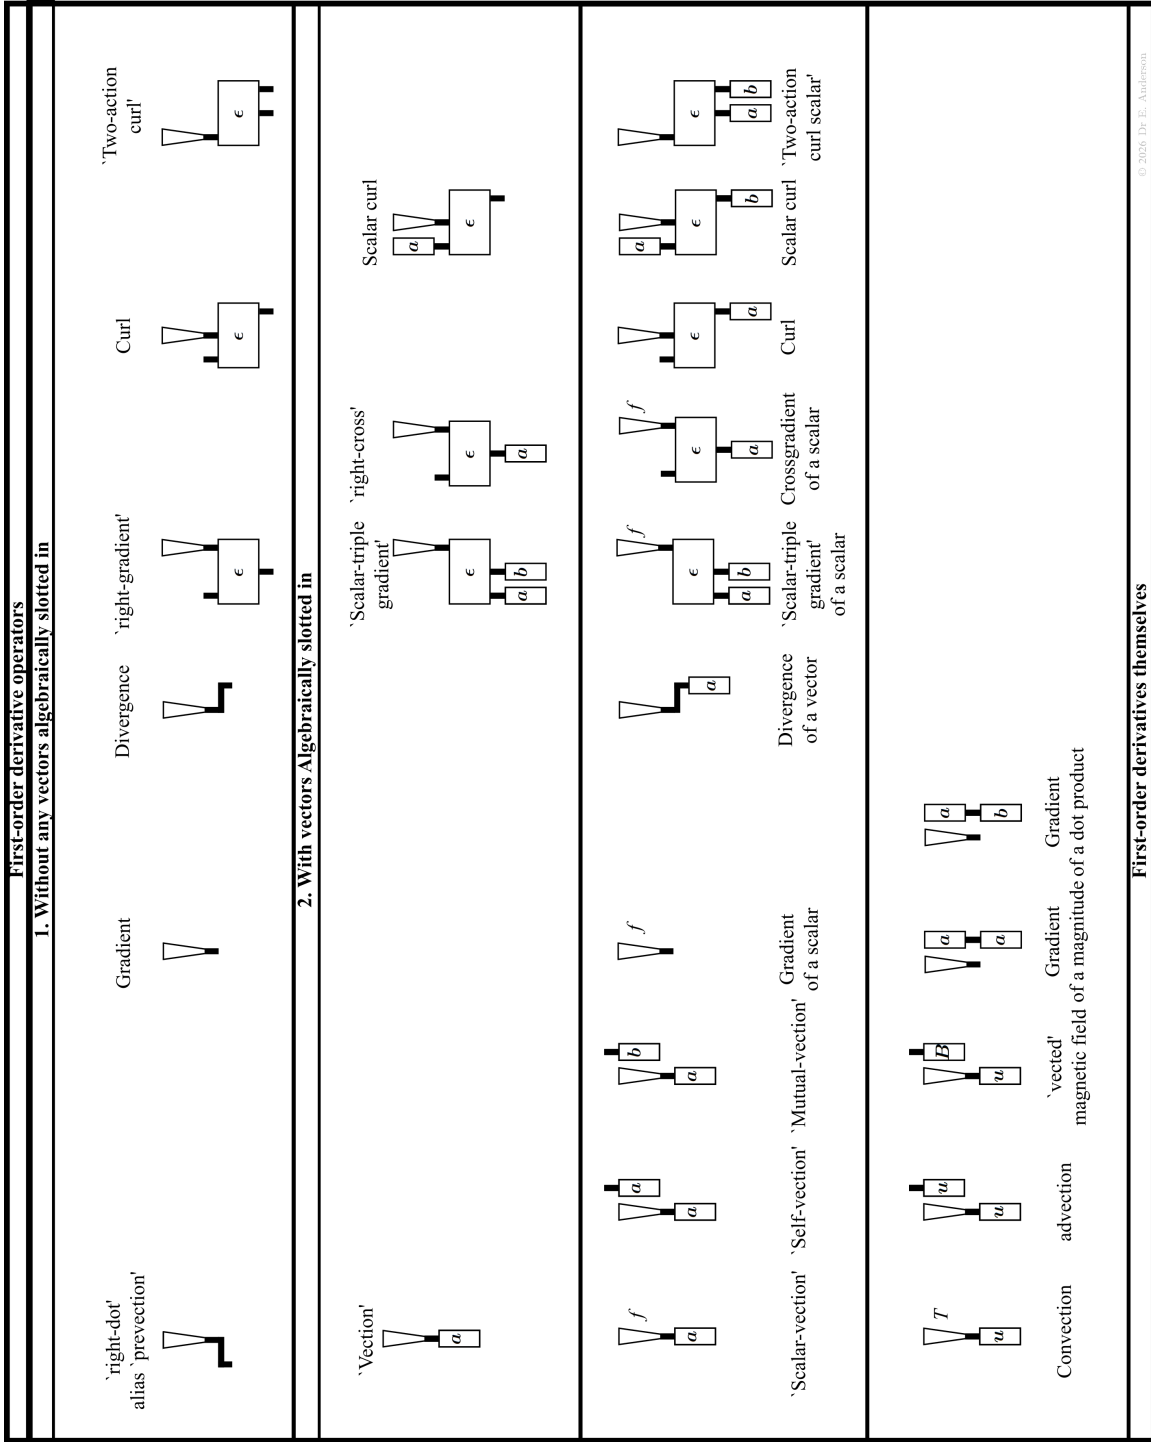 First-order derivative operators
1. Without any vectors algebraically slotted in
`right-dot'
alias `prevection'
Gradient
Divergence
`right-gradient'
ϵ
Curl
ϵ
`Two-action
curl'
ϵ
2. With vectors Algebraically slotted in
`Vection'
a
`Scalar-triple
gradient'
ϵ
a b
`right-cross'
ϵ
a
Scalar curl
a
ϵ
f
a
`Scalar-vection'
a
a
`Self-vection'
b
a
`Mutual-vection'
f
Gradient
of a scalar
a
Divergence
of a vector
f
ϵ
a b
`Scalar-triple
gradient'
of a scalar
f
ϵ
a
Crossgradient
of a scalar
ϵ
a
Curl
a
ϵ
b
Scalar curl
ϵ
a b
`Two-action
curl scalar'
T
u
Convection
u
u
advection
B
u
`vected'
magnetic field
a
a
Gradient
of a magnitude
a
b
Gradient
of a dot product
First-order derivatives themselves
© 2026 Dr E. Anderson